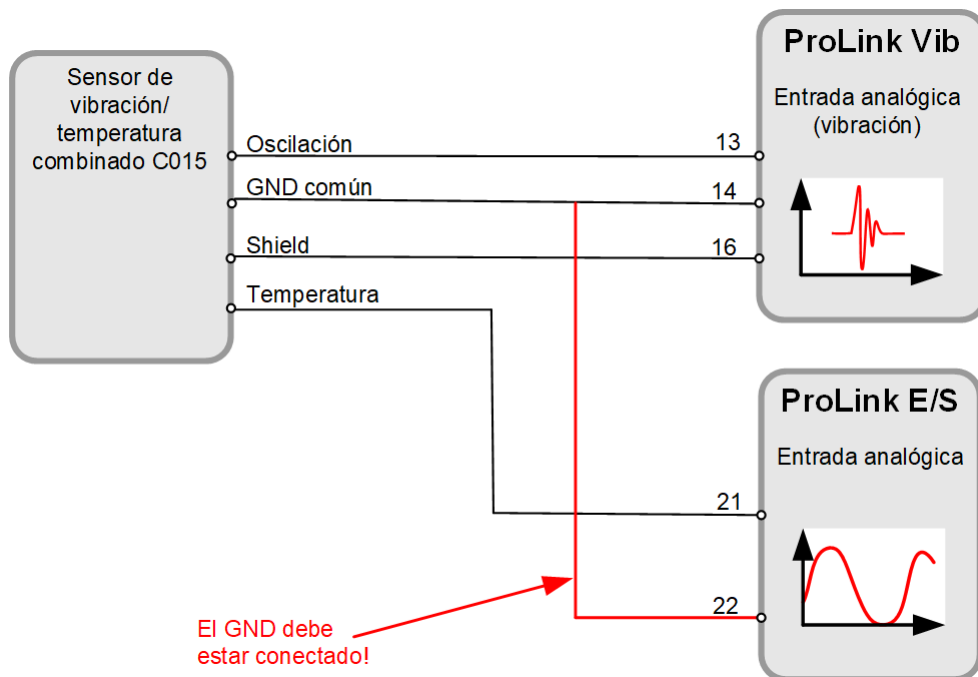 Sensor de
vibración/
temperatura
combinado C015
Oscilación
GND común
Shield
Temperatura
13
14
16
ProLink Vib
Entrada analógica
(vibración)
ProLink E/S
Entrada analógica
21
22
El GND debe
estar conectado!